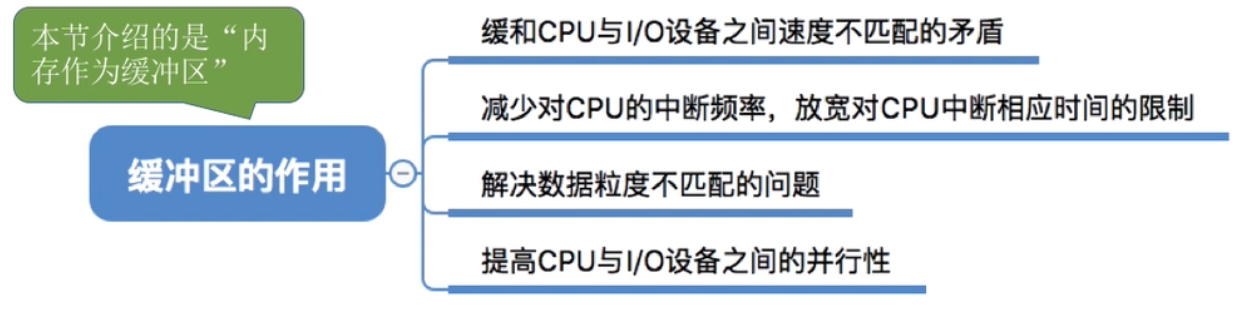 本节介绍的是“内
存作为缓冲区”
缓冲区的作用
缓和CPU与I/O设备之间速度不匹配的矛盾
减少对CPU的中断频率，放宽对CPU中断相应时间的限制
解决数据粒度不匹配的问题
提高CPU与I/O设备之间的并行性